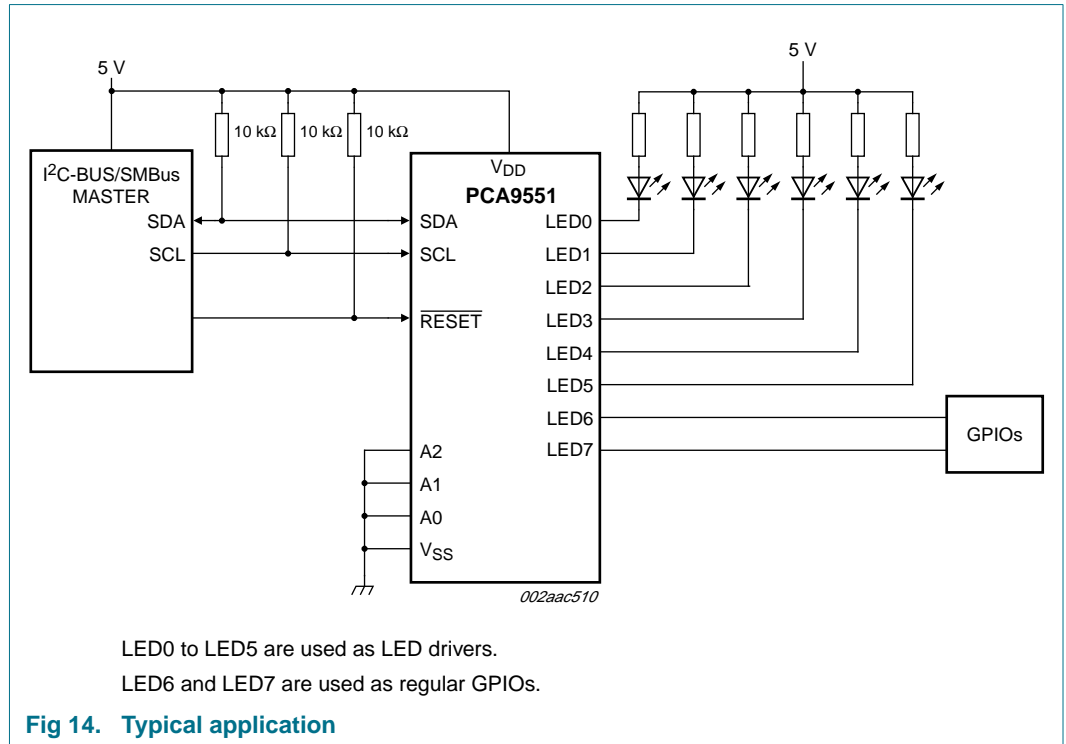 5 V
5 V
10 kΩ 10 kΩ 10 kΩ
I²C-BUS/SMBus
MASTER
SDA
SCL
V_DD
PCA9551
SDA
SCL
RESET
A2
A1
A0
V_SS
LED0
LED1
LED2
LED3
LED4
LED5
LED6
LED7
GPIOs
002aac510
LED0 to LED5 are used as LED drivers.
LED6 and LED7 are used as regular GPIOs.
Fig 14. Typical application